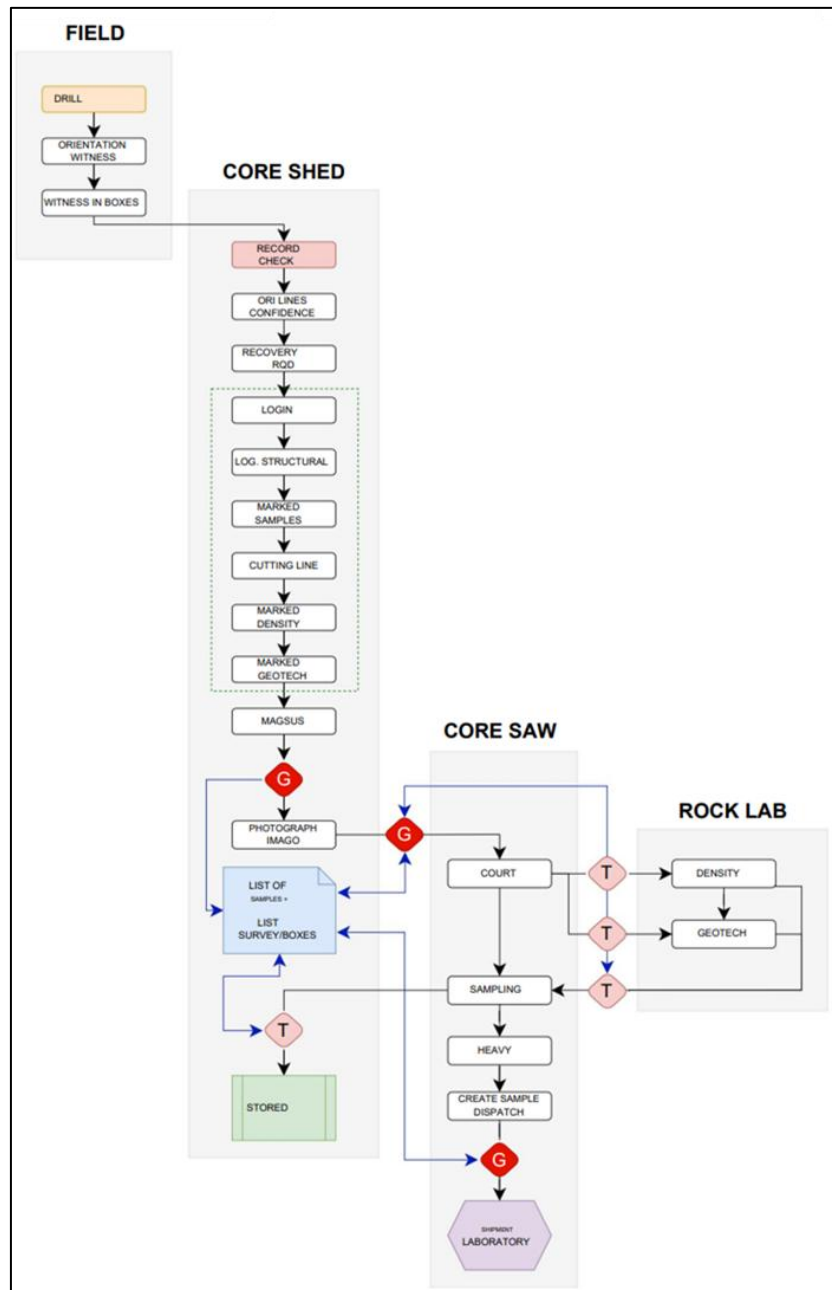 FIELD
DRILL
ORIENTATION
WITNESS
WITNESS IN BOXES
CORE SHED
RECORD
CHECK
ORI LINES
CONFIDENCE
RECOVERY
RQD
LOGIN
LOG. STRUCTURAL
MARKED
SAMPLES
CUTTING LINE
MARKED
DENSITY
MARKED
GEOTECH
MAGSUS
G
PHOTOGRAPH
IMAGO
LIST OF
SAMPLES +
LIST
SURVEY/BOXES
T
STORED
CORE SAW
G
COURT
SAMPLING
HEAVY
CREATE SAMPLE
DISPATCH
G
SHIPMENT
LABORATORY
ROCK LAB
T
DENSITY
T
GEOTECH
T